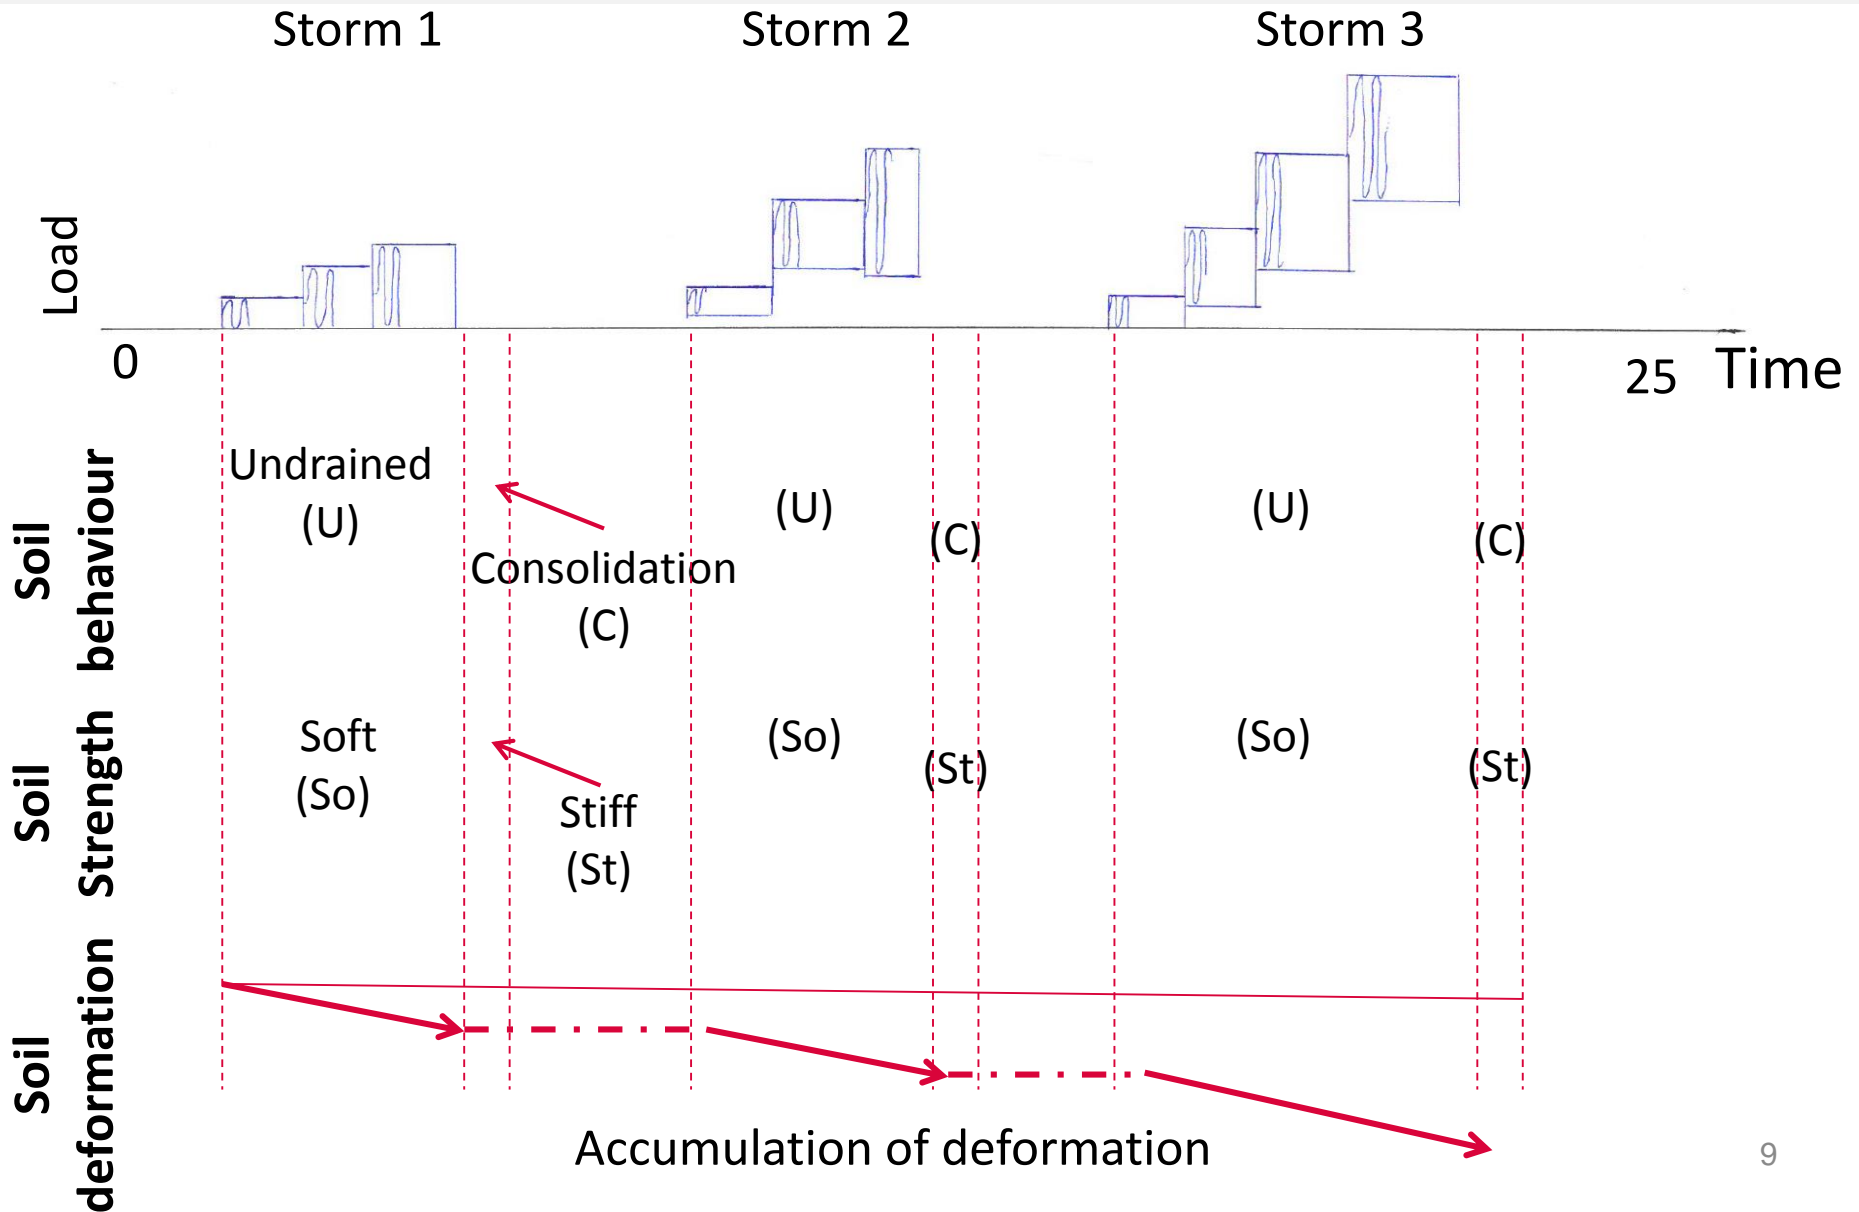 Storm 1
Storm 2
Storm 3
Load
0
25
Time
Soil
behaviour
Undrained
(U)
Consolidation
(C)
(U)
(C)
(U)
(C)
Soil
Strength
Soft
(So)
Stiff
(St)
(So)
(St)
(So)
(St)
Soil
deformation
Accumulation of deformation
9